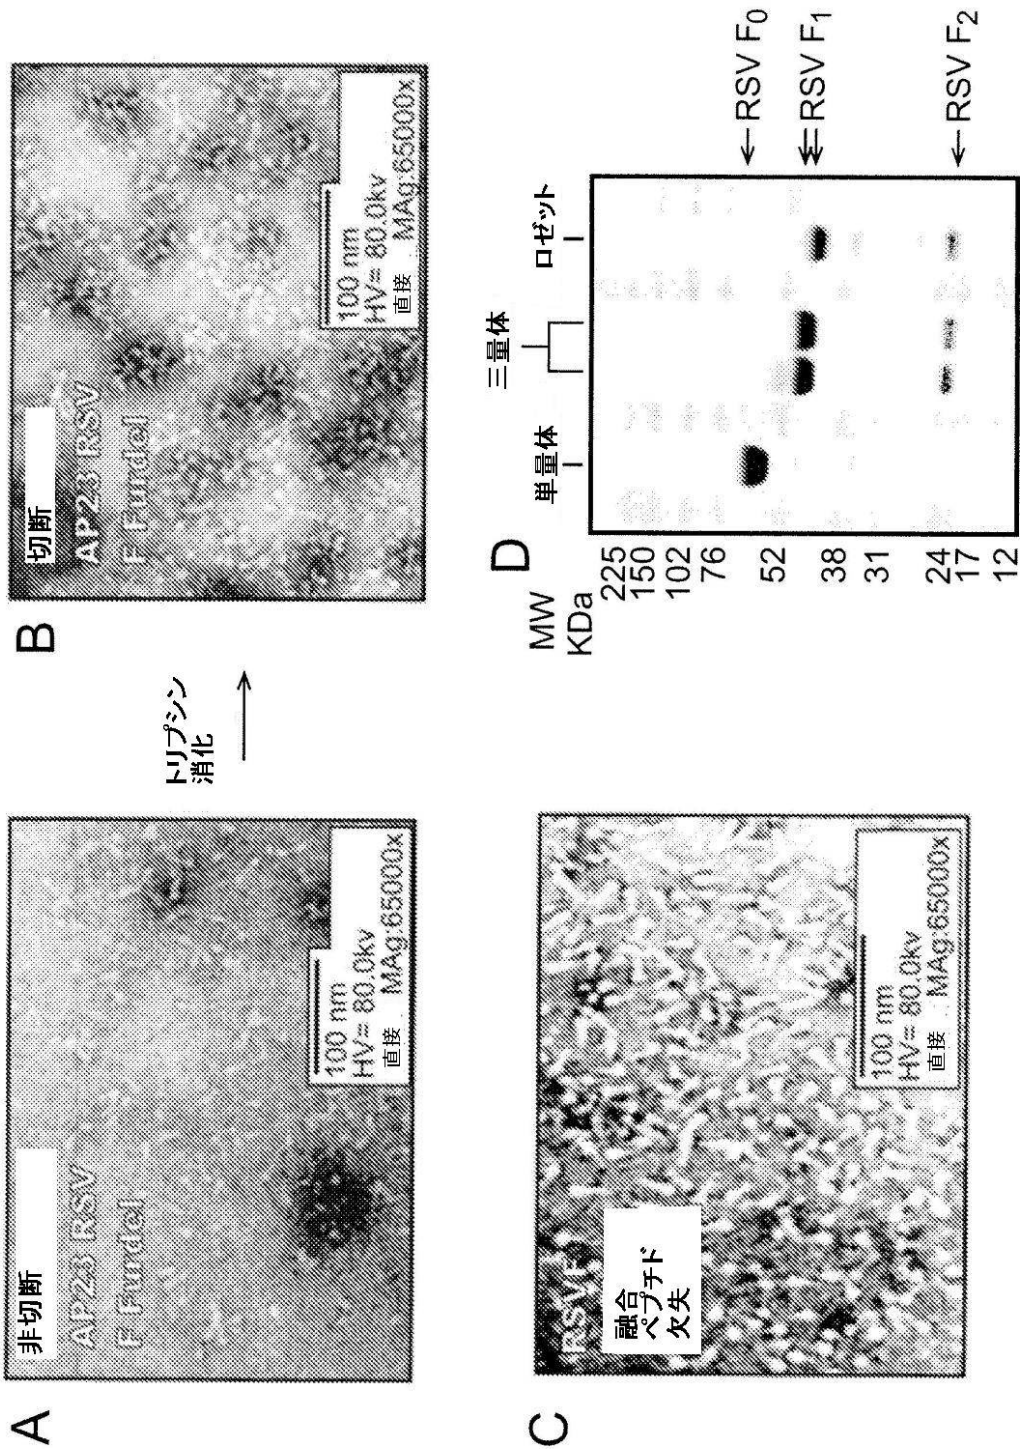 A
非切断
AP23 RSV
F Furdel
100 nm
HV= 80.0kv
直接 MAg:65000x
トリプシン
消化
B
切断
AP23 RSV
F Furdel
100 nm
HV= 80.0kv
直接 MAg:65000x
C
RSVF
融合
ペプチド
欠失
100 nm
HV= 80.0kv
直接 MAg:65000x
D
MW
KDa
225
150
102
76
52
38
31
24
17
12
単量体
三量体
ロゼット
←RSV F₀
RSV F₁
←RSV F₂